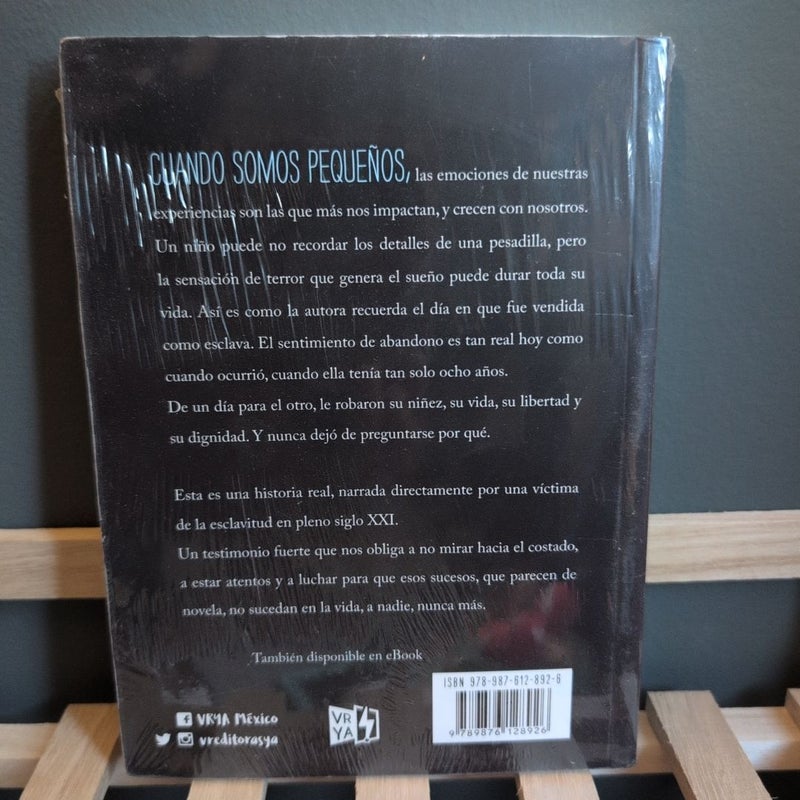 CUANDO SOMOS PEQUEÑOS, las emociones de nuestras
experiencias son las que más nos impactan, y crecen con nosotros.
Un niño puede no recordar los detalles de una pesadilla, pero
la sensación de terror que genera el sueño puede durar toda su
vida. Así es como la autora recuerda el día en que fue vendida
como esclava. El sentimiento de abandono es tan real hoy como
cuando ocurrió, cuando ella tenía tan solo ocho años.
De un día para el otro, le robaron su niñez, su vida, su libertad y
su dignidad. Y nunca dejó de preguntarse por qué.
Esta es una historia real, narrada directamente por una víctima
de la esclavitud en pleno siglo XXI.
Un testimonio fuerte que nos obliga a no mirar hacia el costado,
a estar atentos y a luchar para que esos sucesos, que parecen de
novela, no sucedan en la vida, a nadie, nunca más.
También disponible en eBook
ISBN 978-987-612-892-6
9 789876 128926
VRYA México
vreditorasya
VR
YA